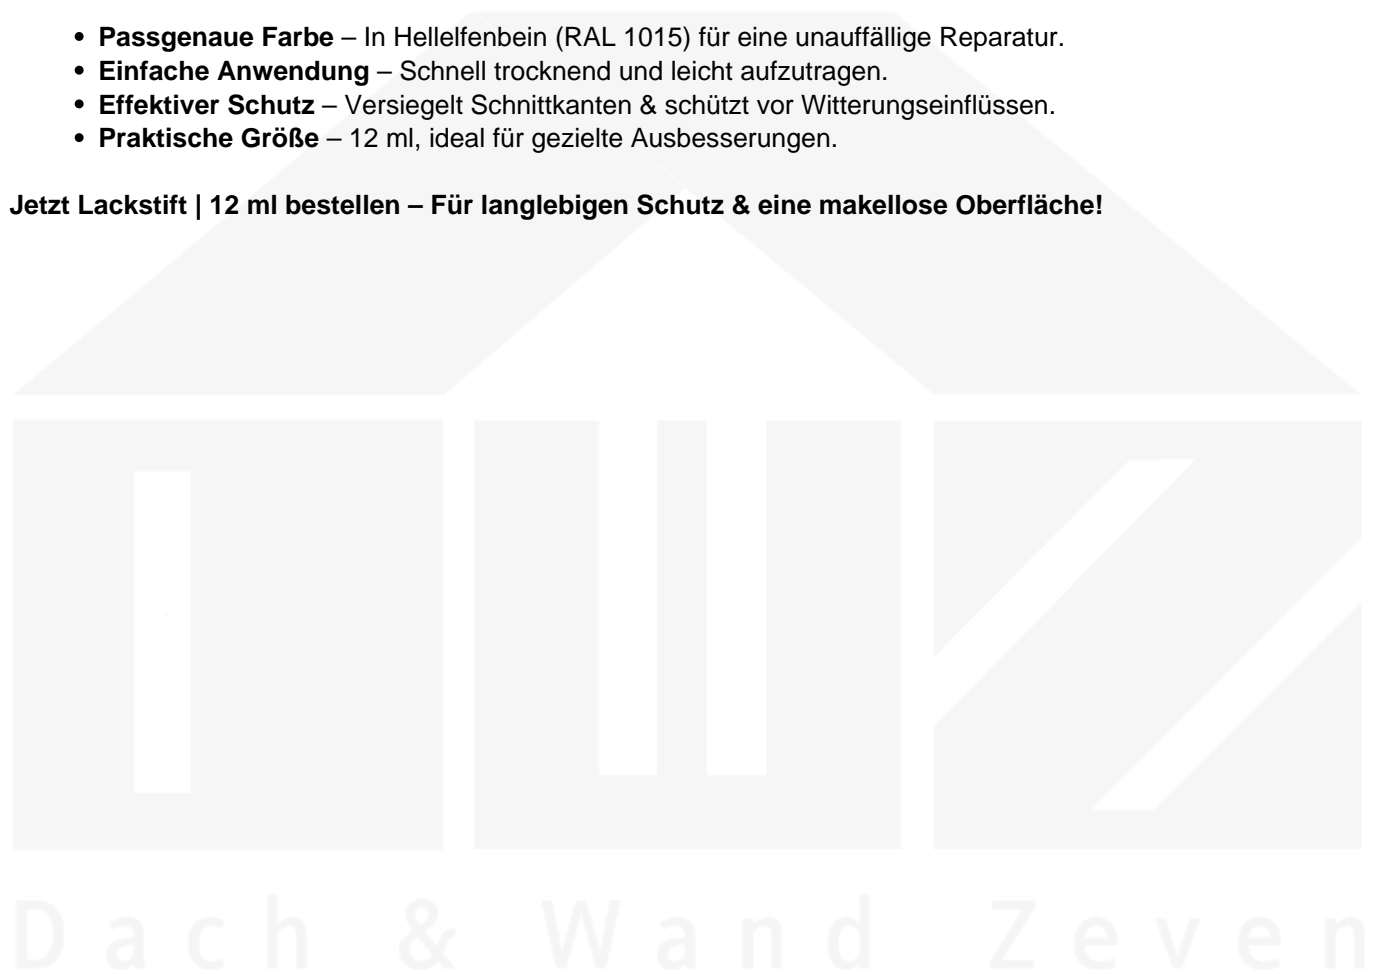 • Passgenaue Farbe – In Hellelfenbein (RAL 1015) für eine unauffällige Reparatur.
• Einfache Anwendung – Schnell trocknend und leicht aufzutragen.
• Effektiver Schutz – Versiegelt Schnittkanten & schützt vor Witterungseinflüssen.
• Praktische Größe – 12 ml, ideal für gezielte Ausbesserungen.
Jetzt Lackstift | 12 ml bestellen – Für langlebigen Schutz & eine makellose Oberfläche!
Dach & Wand Zeven